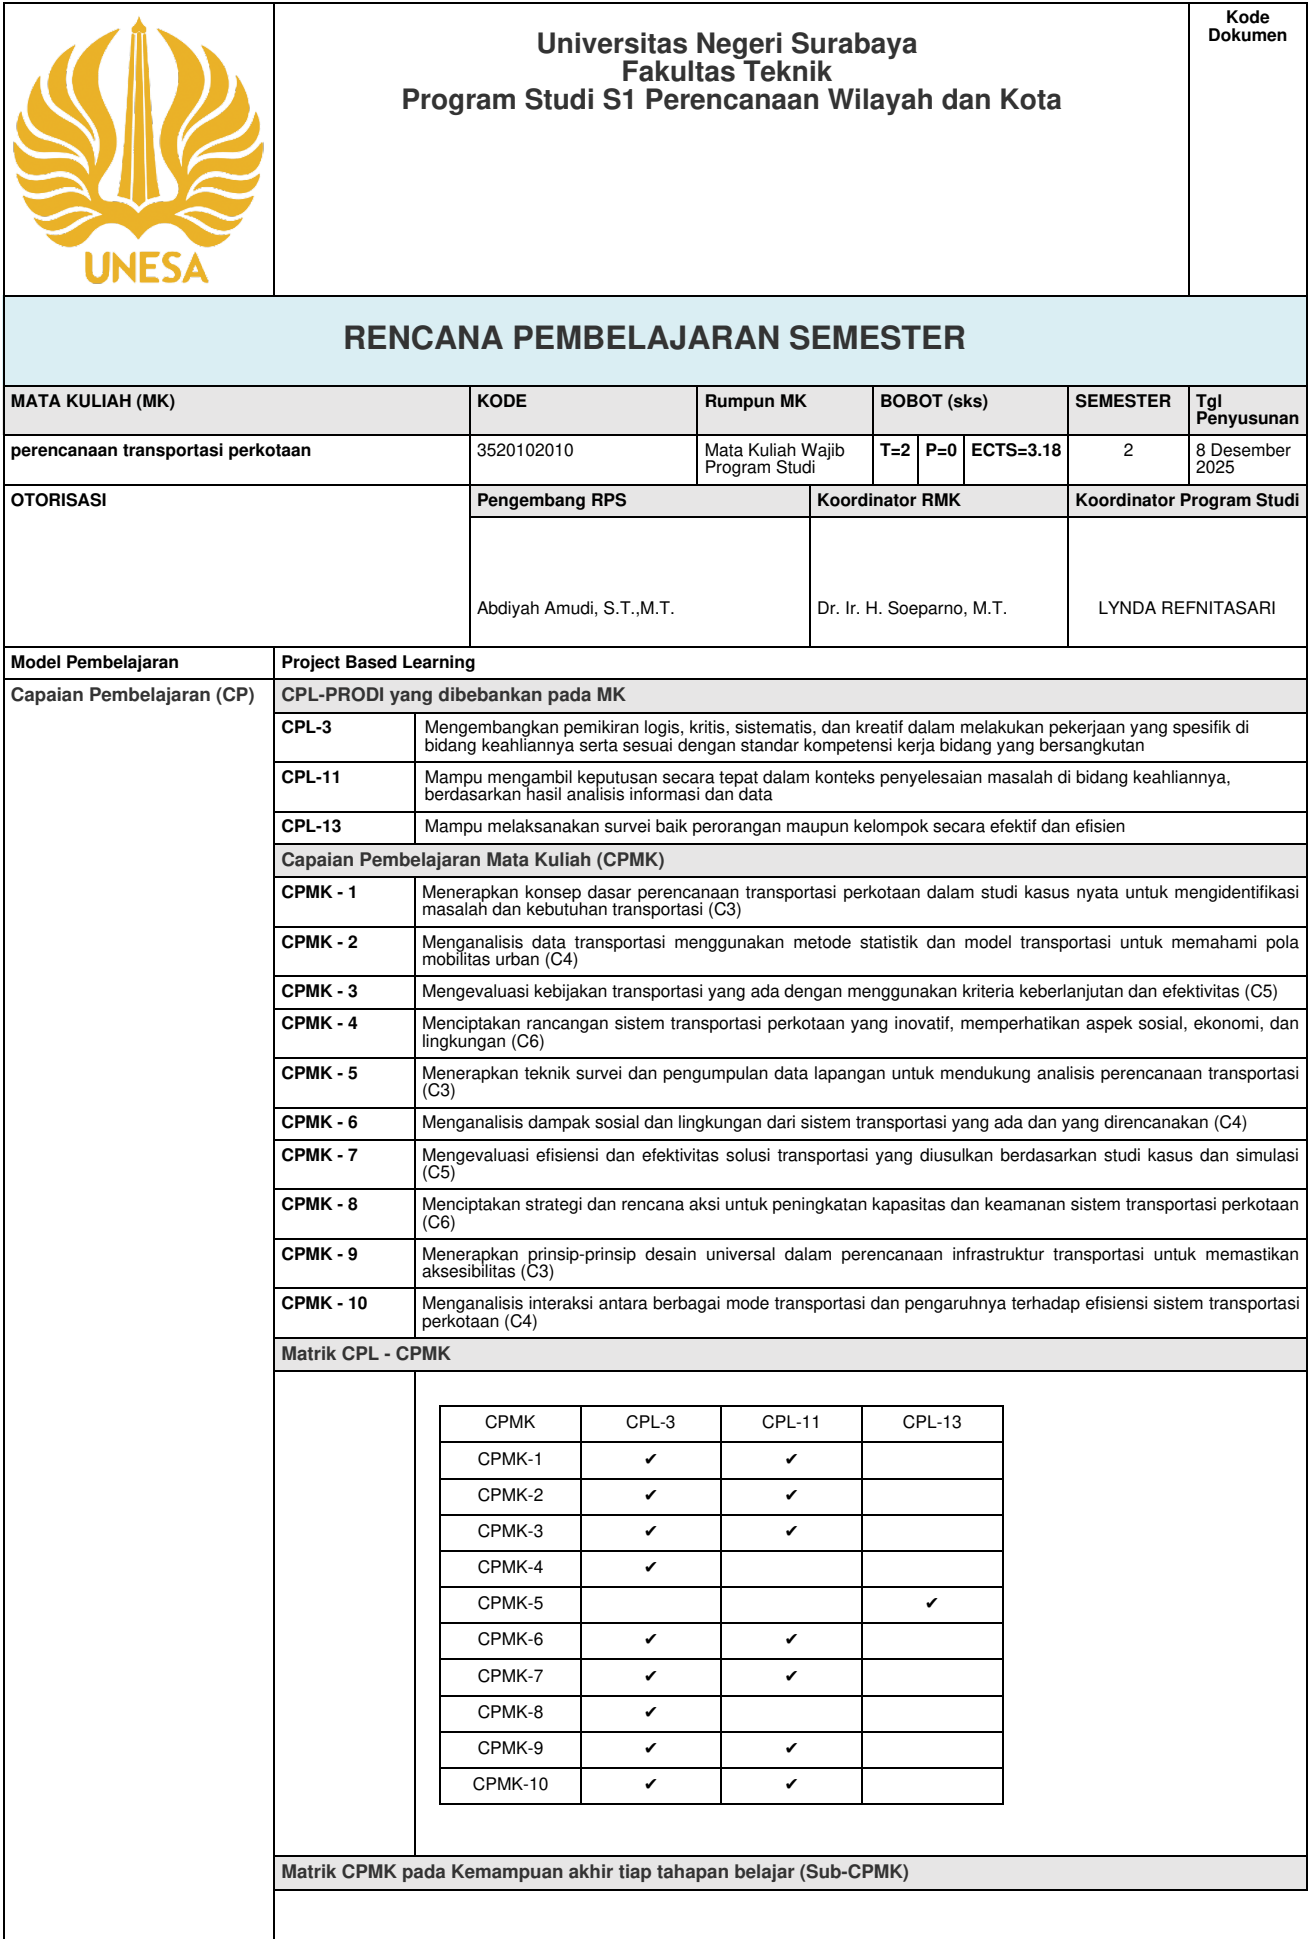 UNESA
Universitas Negeri Surabaya
Fakultas Teknik
Program Studi S1 Perencanaan Wilayah dan Kota
Kode
Dokumen
RENCANA PEMBELAJARAN SEMESTER
MATA KULIAH (MK) KODE Rumpun MK BOBOT (sks) SEMESTER Tgl
Penyusunan
perencanaan transportasi perkotaan 3520102010 Mata Kuliah Wajib T=2 P=0 ECTS=3.18 2 8 Desember
Program Studi 2025
OTORISASI Pengembang RPS Koordinator RMK Koordinator Program Studi
Abdiyah Amudi, S.T.,M.T. Dr. Ir. H. Soeparno, M.T. LYNDA REFNITASARI
Model Pembelajaran Project Based Learning
Capaian Pembelajaran (CP) CPL-PRODI yang dibebankan pada MK
CPL-3 Mengembangkan pemikiran logis, kritis, sistematis, dan kreatif dalam melakukan pekerjaan yang spesifik di
bidang keahliannya serta sesuai dengan standar kompetensi kerja bidang yang bersangkutan
CPL-11 Mampu mengambil keputusan secara tepat dalam konteks penyelesaian masalah di bidang keahliannya,
berdasarkan hasil analisis informasi dan data
CPL-13 Mampu melaksanakan survei baik perorangan maupun kelompok secara efektif dan efisien
Capaian Pembelajaran Mata Kuliah (CPMK)
CPMK - 1 Menerapkan konsep dasar perencanaan transportasi perkotaan dalam studi kasus nyata untuk mengidentifikasi
masalah dan kebutuhan transportasi (C3)
CPMK - 2 Menganalisis data transportasi menggunakan metode statistik dan model transportasi untuk memahami pola
mobilitas urban (C4)
CPMK - 3 Mengevaluasi kebijakan transportasi yang ada dengan menggunakan kriteria keberlanjutan dan efektivitas (C5)
CPMK - 4 Menciptakan rancangan sistem transportasi perkotaan yang inovatif, memperhatikan aspek sosial, ekonomi, dan
lingkungan (C6)
CPMK - 5 Menerapkan teknik survei dan pengumpulan data lapangan untuk mendukung analisis perencanaan transportasi
(C3)
CPMK - 6 Menganalisis dampak sosial dan lingkungan dari sistem transportasi yang ada dan yang direncanakan (C4)
CPMK - 7 Mengevaluasi efisiensi dan efektivitas solusi transportasi yang diusulkan berdasarkan studi kasus dan simulasi
(C5)
CPMK - 8 Menciptakan strategi dan rencana aksi untuk peningkatan kapasitas dan keamanan sistem transportasi perkotaan
(C6)
CPMK - 9 Menerapkan prinsip-prinsip desain universal dalam perencanaan infrastruktur transportasi untuk memastikan
aksesibilitas (C3)
CPMK - 10 Menganalisis interaksi antara berbagai mode transportasi dan pengaruhnya terhadap efisiensi sistem transportasi
perkotaan (C4)
Matrik CPL - CPMK
CPMK CPL-3 CPL-11 CPL-13
CPMK-1 ✔ ✔
CPMK-2 ✔ ✔
CPMK-3 ✔ ✔
CPMK-4 ✔
CPMK-5 ✔
CPMK-6 ✔ ✔
CPMK-7 ✔ ✔
CPMK-8 ✔
CPMK-9 ✔ ✔
CPMK-10 ✔ ✔
Matrik CPMK pada Kemampuan akhir tiap tahapan belajar (Sub-CPMK)